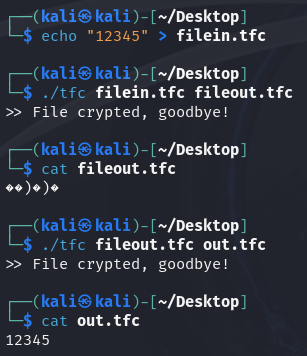 ┌──(kali㉿kali)-[~/Desktop]
└─$ echo "12345" > filein.tfc
┌──(kali㉿kali)-[~/Desktop]
└─$ ./tfc filein.tfc fileout.tfc
>> File crypted, goodbye!
┌──(kali㉿kali)-[~/Desktop]
└─$ cat fileout.tfc
��)�)�
┌──(kali㉿kali)-[~/Desktop]
└─$ ./tfc fileout.tfc out.tfc
>> File crypted, goodbye!
┌──(kali㉿kali)-[~/Desktop]
└─$ cat out.tfc
12345